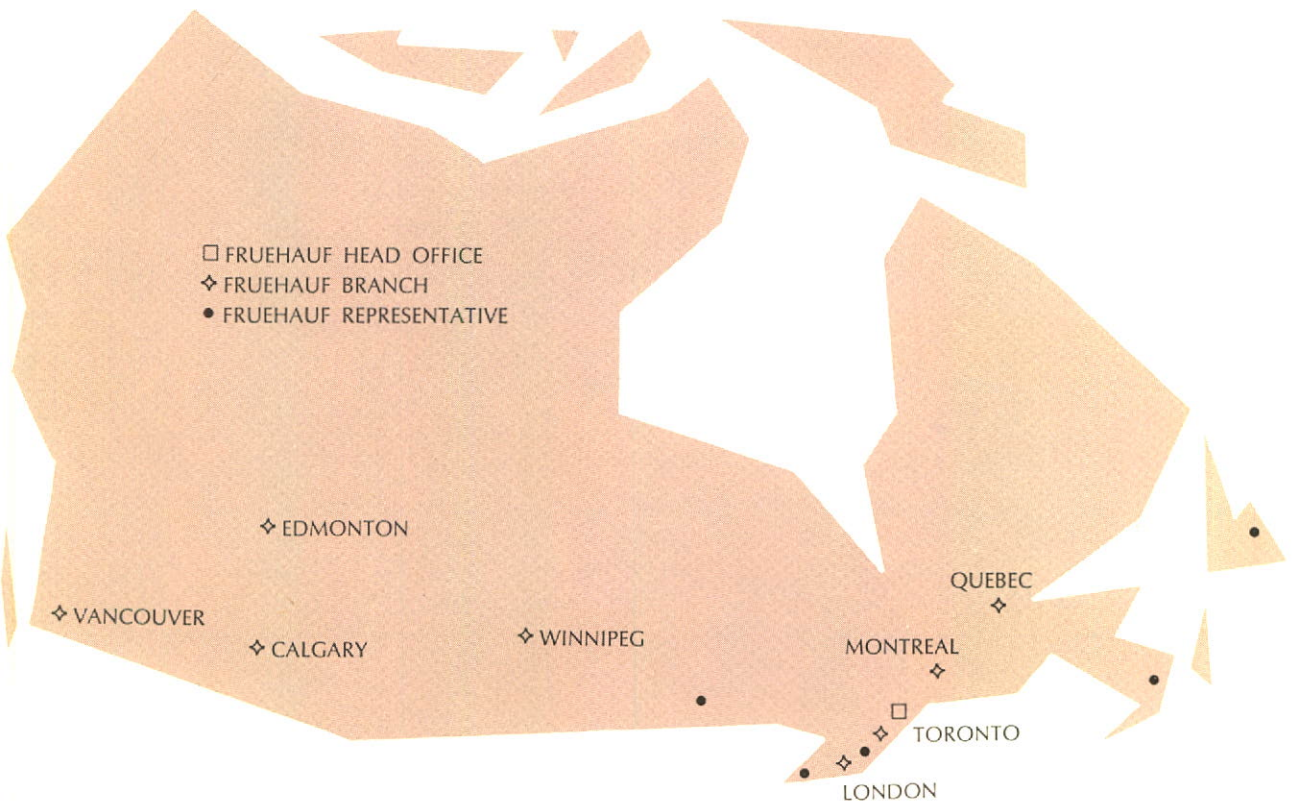 FRUEHAUF HEAD OFFICE
FRUEHAUF BRANCH
FRUEHAUF REPRESENTATIVE
EDMONTON
QUEBEC
VANCOUVER
WINNIPEG
MONTREAL
CALGARY
TORONTO
LONDON